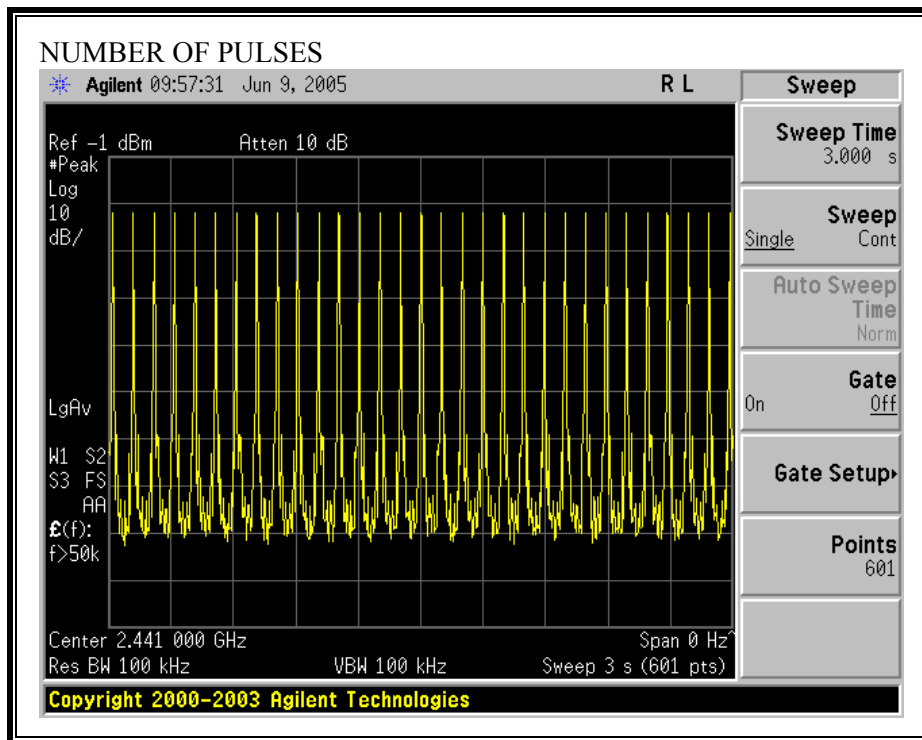 NUMBER OF PULSES
Agilent 09:57:31 Jun 9, 2005 R L
Ref -1 dBm Atten 10 dB
#Peak
Log
10
dB/
LgAv
W1 S2
S3 FS
AA
£(f):
f>50k
Center 2.441 000 GHz Span 0 Hz^
Res BW 100 kHz VBW 100 kHz Sweep 3 s (601 pts)
Copyright 2000-2003 Agilent Technologies
Sweep
Sweep Time
3.000 s
Sweep
Single Cont
Auto Sweep
Time
Norm
Gate
On Off
Gate Setup▸
Points
601